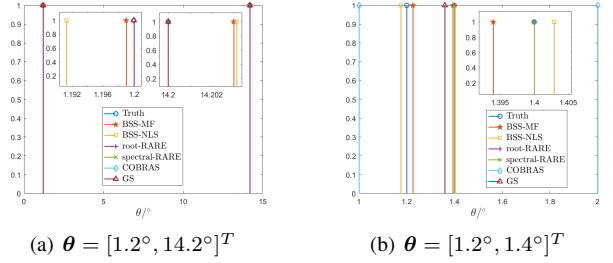 1
0.9
0.8
0.7
0.6
0.5
0.4
0.3
0.2
0.1
0
0 5 10 15
θ/°
1
0.8
0.6
0.4
0.2
1.192 1.196 1.2
1
0.8
0.6
0.4
0.2
14.2 14.202
Truth
BSS-MF
BSS-NLS
root-RARE
spectral-RARE
COBRAS
GS
(a) θ = [1.2°, 14.2°]^T
1
0.9
0.8
0.7
0.6
0.5
0.4
0.3
0.2
0.1
0
1 1.2 1.4 1.6 1.8 2
θ/°
1
0.8
0.6
0.4
0.2
1.395 1.4 1.405
Truth
BSS-MF
BSS-NLS
root-RARE
spectral-RARE
COBRAS
GS
(b) θ = [1.2°, 1.4°]^T